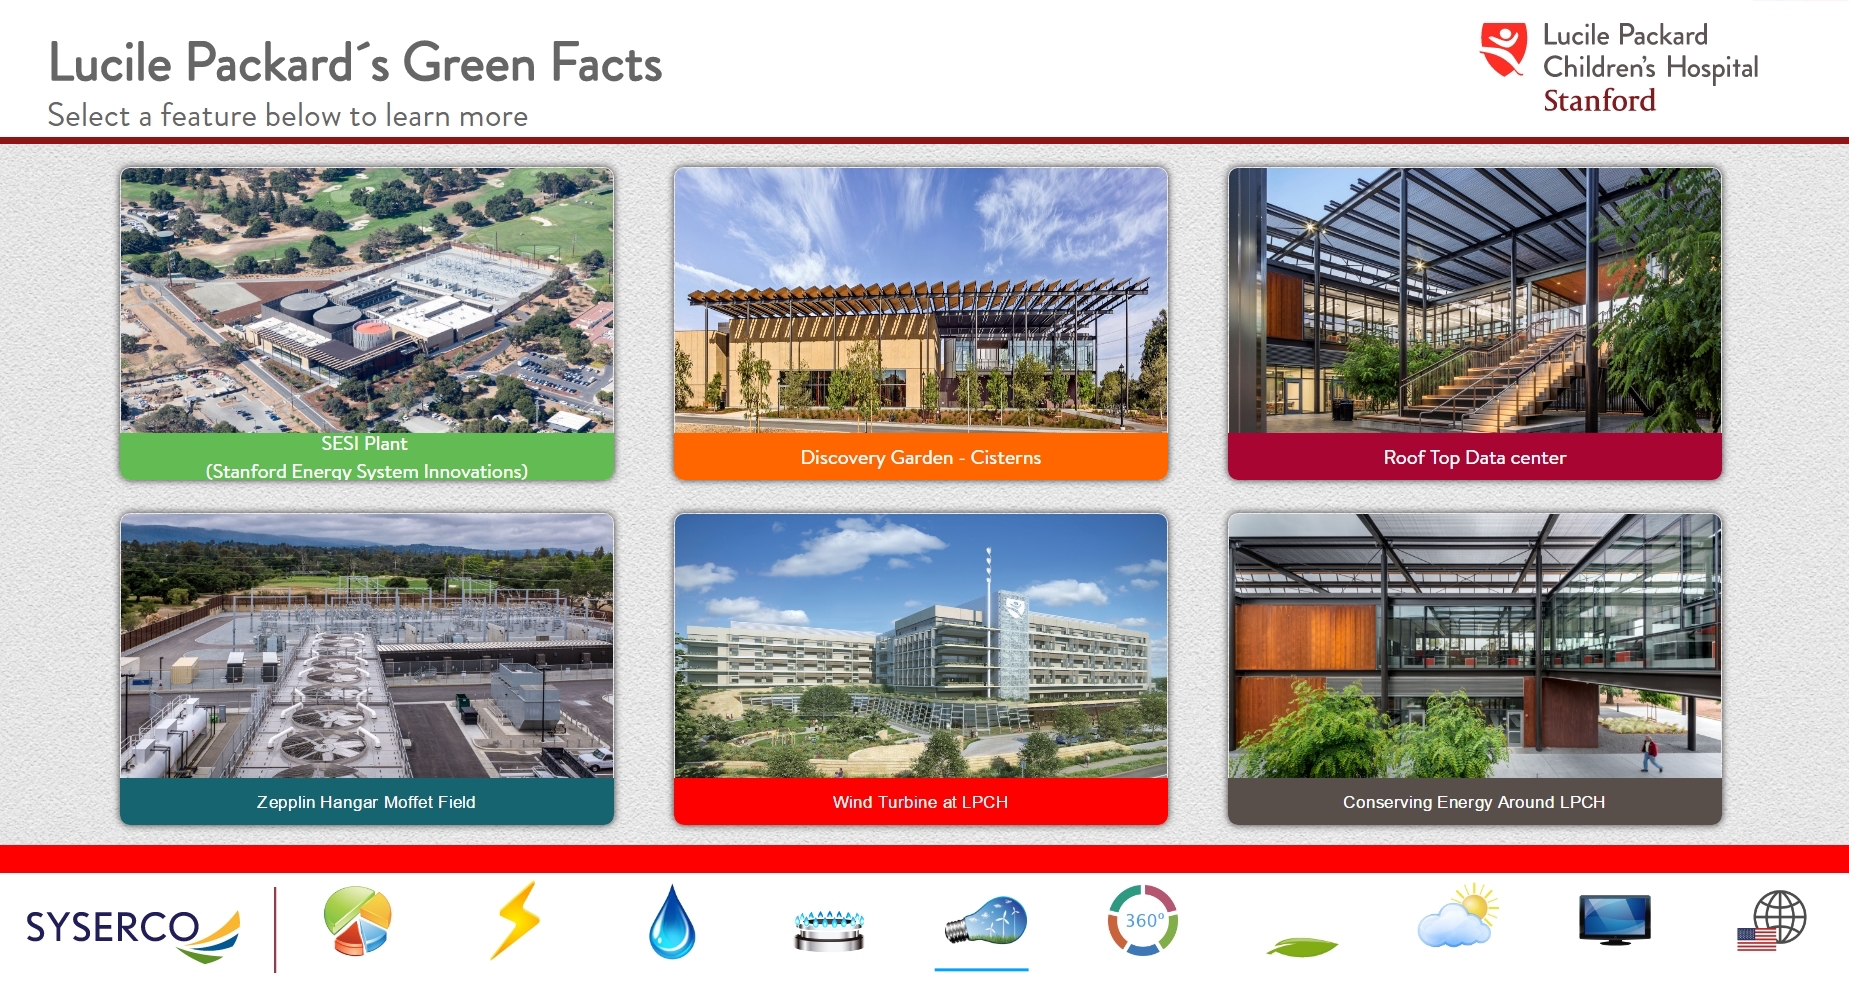 Lucile Packard´s Green Facts
Select a feature below to learn more
Lucile Packard
Children's Hospital
Stanford
SESI Plant
(Stanford Energy System Innovations)
Discovery Garden - Cisterns
Roof Top Data center
Zepplin Hangar Moffet Field
Wind Turbine at LPCH
Conserving Energy Around LPCH
SYSERCO
360º